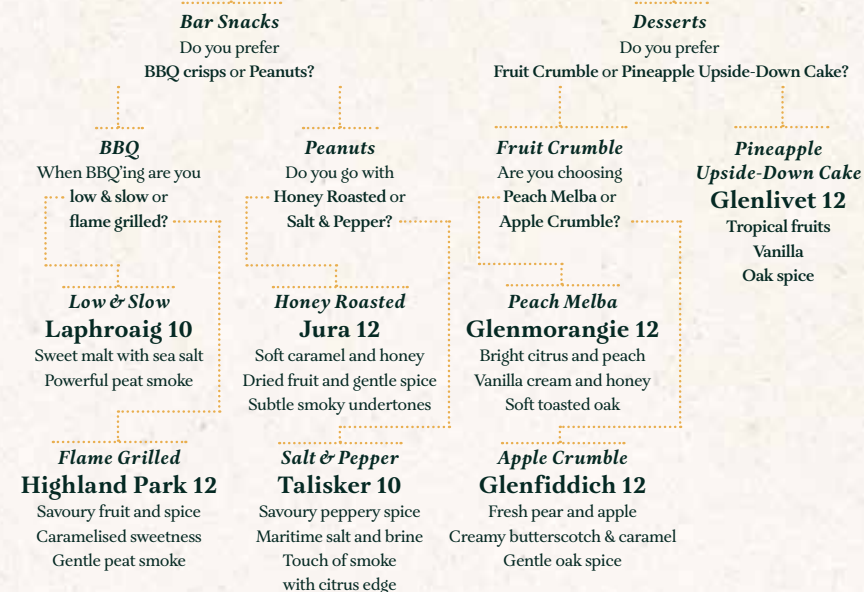 Bar Snacks
Do you prefer
BBQ crisps or Peanuts?
Desserts
Do you prefer
Fruit Crumble or Pineapple Upside-Down Cake?
BBQ
When BBQ'ing are you
low & slow or
flame grilled?
Peanuts
Do you go with
Honey Roasted or
Salt & Pepper?
Fruit Crumble
Are you choosing
Peach Melba or
Apple Crumble?
Pineapple
Upside-Down Cake
Glenlivet 12
Tropical fruits
Vanilla
Oak spice
Low & Slow
Laphroaig 10
Sweet malt with sea salt
Powerful peat smoke
Honey Roasted
Jura 12
Soft caramel and honey
Dried fruit and gentle spice
Subtle smoky undertones
Peach Melba
Glenmorangie 12
Bright citrus and peach
Vanilla cream and honey
Soft toasted oak
Flame Grilled
Highland Park 12
Savoury fruit and spice
Caramelised sweetness
Gentle peat smoke
Salt & Pepper
Talisker 10
Savoury peppery spice
Maritime salt and brine
Touch of smoke
with citrus edge
Apple Crumble
Glenfiddich 12
Fresh pear and apple
Creamy butterscotch & caramel
Gentle oak spice